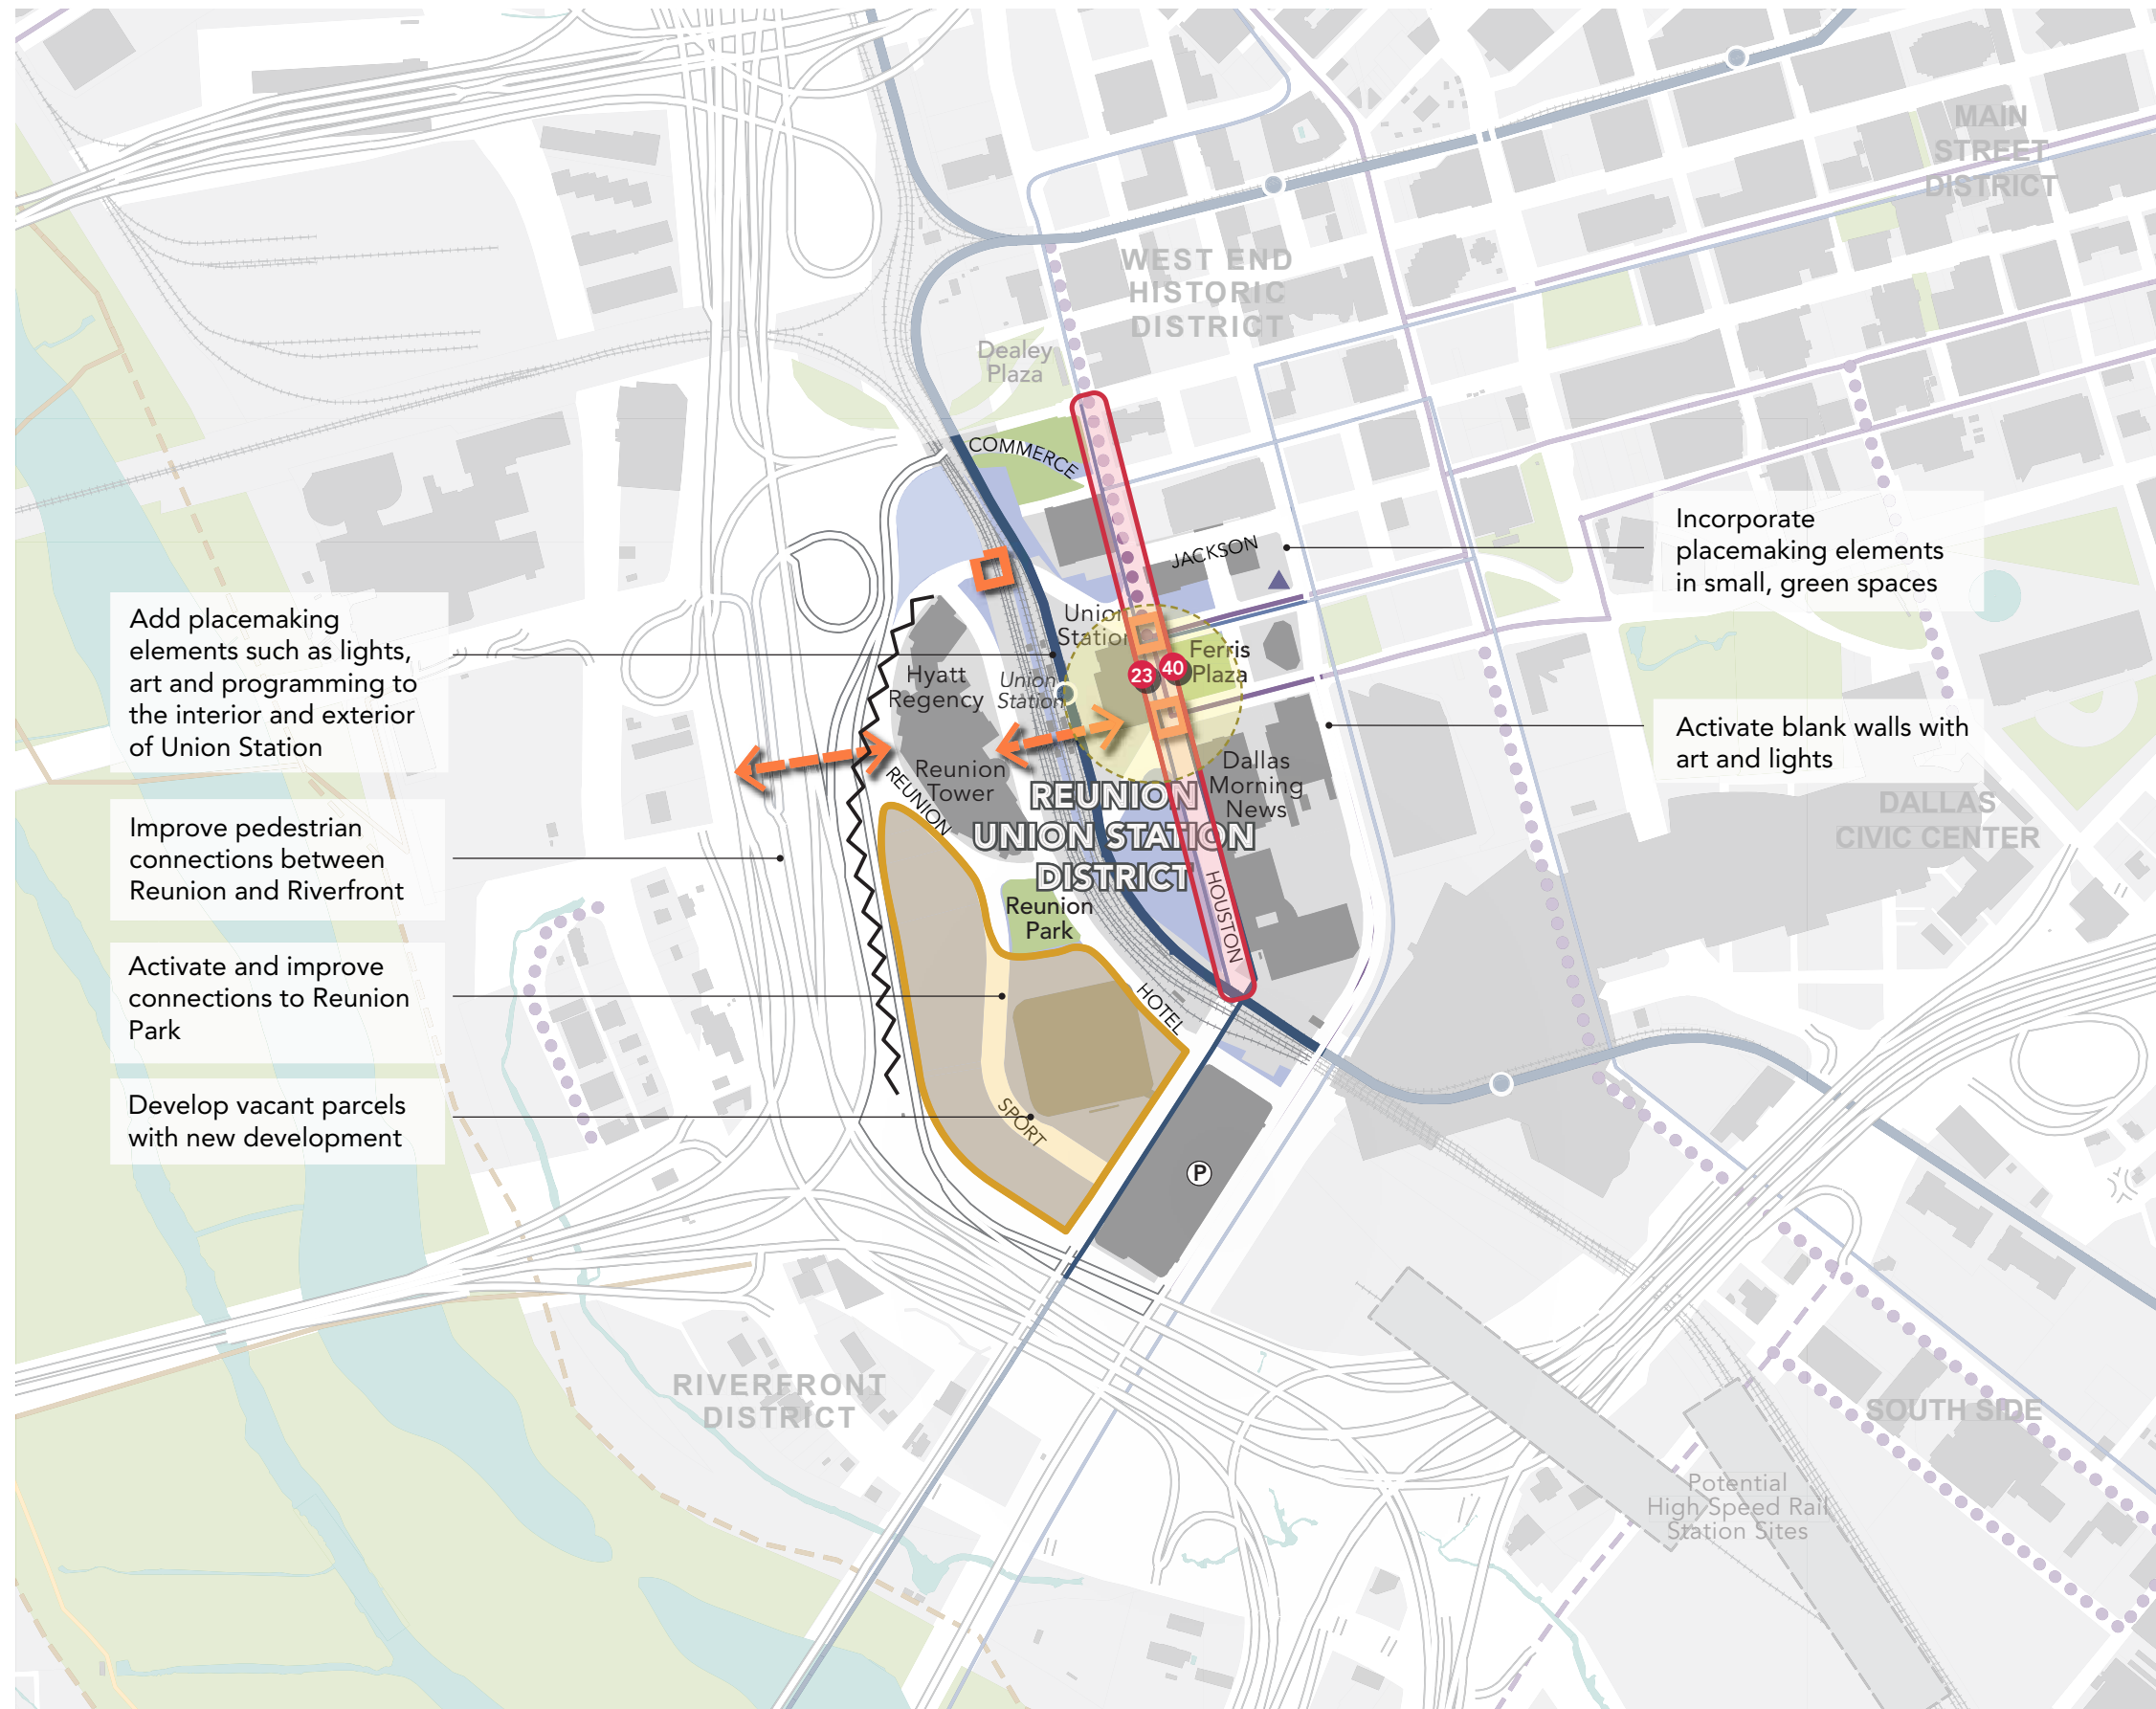 MAIN
STREET
DISTRICT
WEST END
HISTORIC
DISTRICT
Dealey
Plaza
COMMERCE
JACKSON
Incorporate
placemaking elements
in small, green spaces
Add placemaking
elements such as lights,
art and programming to
the interior and exterior
of Union Station
Union
Station
Ferris
Plaza
23
40
Hyatt
Regency
Union
Station
Activate blank walls with
art and lights
Reunion
Tower
REUNION
Dallas
Morning
News
REUNION
UNION STATION
DISTRICT
DALLAS
CIVIC CENTER
Improve pedestrian
connections between
Reunion and Riverfront
HOUSTON
Reunion
Park
Activate and improve
connections to Reunion
Park
HOTEL
Develop vacant parcels
with new development
SPORT
P
RIVERFRONT
DISTRICT
SOUTH SIDE
Potential
High Speed Rail
Station Sites